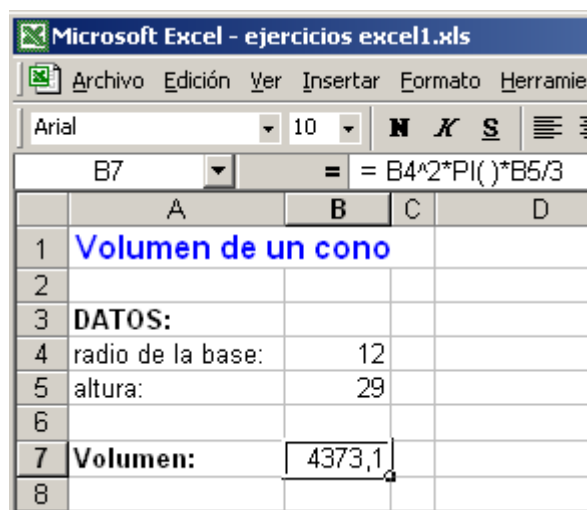 Microsoft Excel - ejercicios excel1.xls
Archivo Edición Ver Insertar Formato Herramie
Arial 10 N K S
B7 = = B4^2*PI( )*B5/3
A B C D
1 Volumen de un cono
2
3 DATOS:
4 radio de la base: 12
5 altura: 29
6
7 Volumen: 4373,1
8